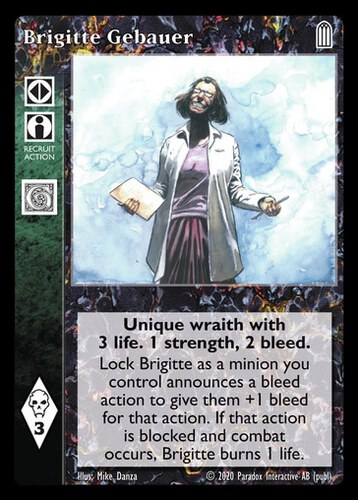 Brigitte Gebauer
RECRUIT
ACTION
Unique wraith with
3 life. 1 strength, 2 bleed.
Lock Brigitte as a minion you
control announces a bleed
action to give them +1 bleed
for that action. If that action
is blocked and combat
occurs, Brigitte burns 1 life.
3
Illus: Mike Danza
© 2020 Paradox Interactive AB (publ)